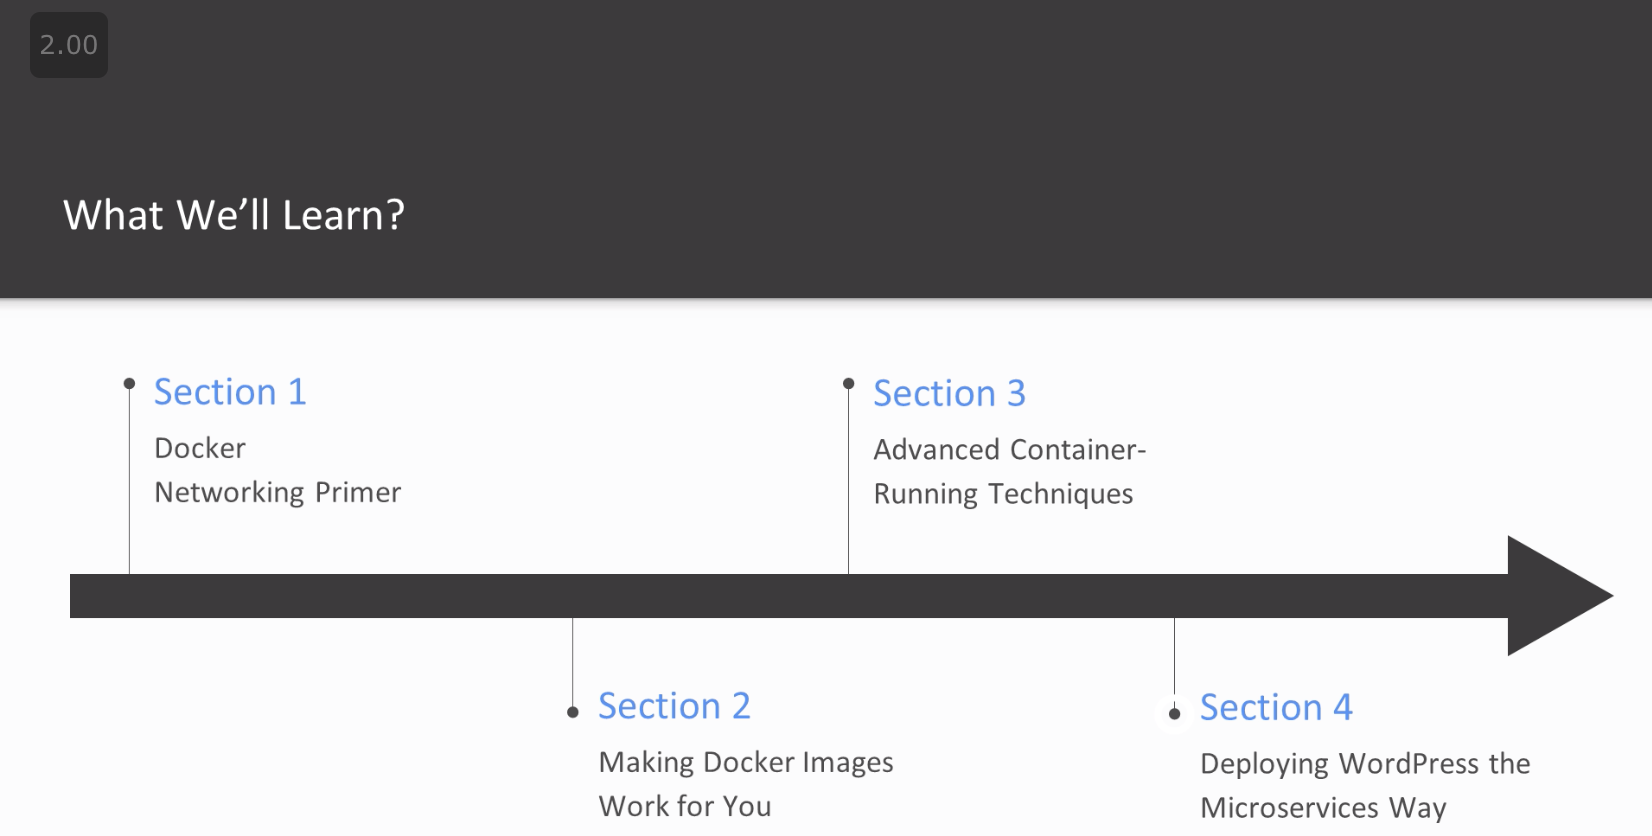 2.00
What We’ll Learn?
Section 1
Docker
Networking Primer
Section 2
Making Docker Images
Work for You
Section 3
Advanced Container-
Running Techniques
Section 4
Deploying WordPress the
Microservices Way